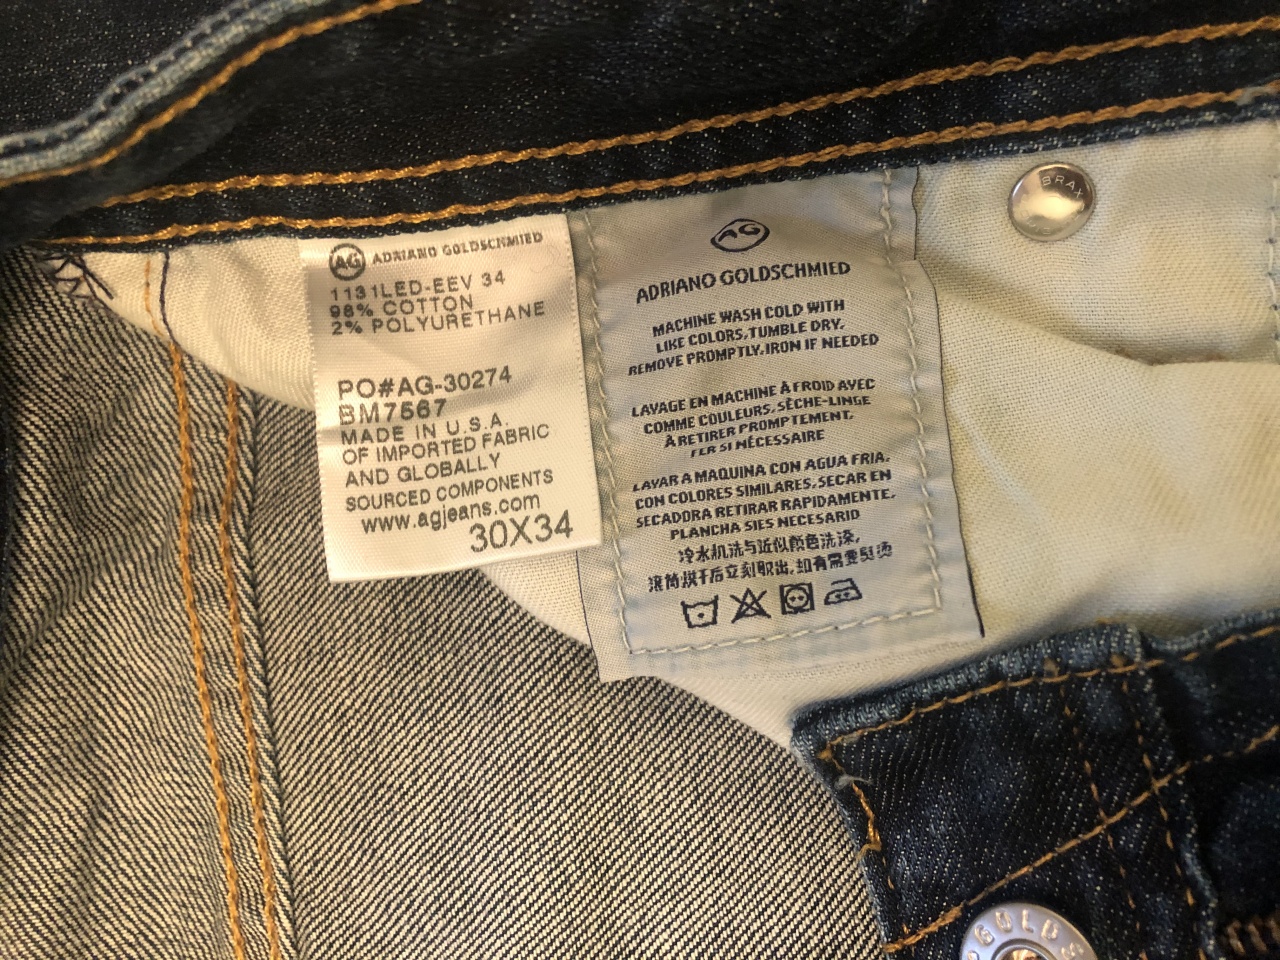 AG ADRIANO GOLDSCHMIED
1131LED-EEV 34
98% COTTON
2% POLYURETHANE
PO#AG-30274
BM7567
MADE IN U.S.A.
OF IMPORTED FABRIC
AND GLOBALLY
SOURCED COMPONENTS
www.agjeans.com
30X34
AG
ADRIANO GOLDSCHMIED
MACHINE WASH COLD WITH
LIKE COLORS,TUMBLE DRY.
REMOVE PROMPTLY.IRON IF NEEDED
LAVAGE EN MACHINE À FROID AVEC
COMME COULEURS. SÈCHE-LINGE
À RETIRER PROMPTEMENT.
FER SI NÉCESSAIRE
LAVAR A MAQUINA CON AGUA FRIA.
CON COLORES SIMILARES. SECAR EN
SECADORA RETIRAR RAPIDAMENTE.
PLANCHA SIES NECESARID
冷水机洗与近似颜色洗涤,
滚筒烘干后立刻取出,如有需要熨烫
BRAX
GOLDS